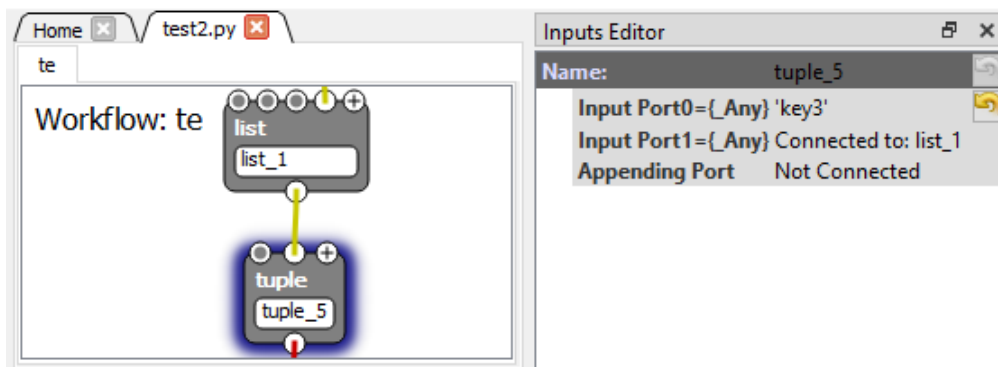 Home
test2.py
te
Workflow: te
list
list_1
tuple
tuple_5
Inputs Editor
Name: tuple_5
Input Port0={_Any} 'key3'
Input Port1={_Any} Connected to: list_1
Appending Port Not Connected